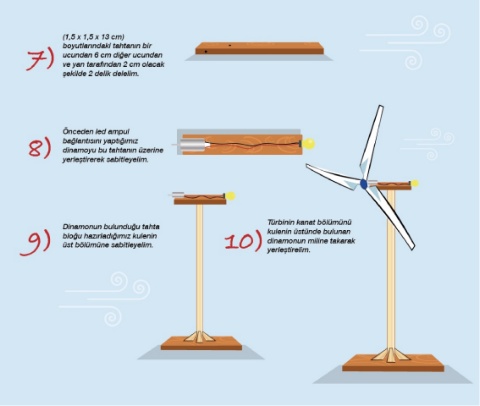 7)
(1,5 x 1,5 x 13 cm)
boyutlarındaki tahtanın bir
ucundan 6 cm diğer ucundan
ve yan tarafından 2 cm olacak
şekilde 2 delik delelim.
8)
Önceden led ampul
bağlantısını yaptığımız
dinamoyu bu tahtanın üzerine
yerleştirerek sabitleyelim.
9)
Dinamonun bulunduğu tahta
bloğu hazırladığımız kulenin
üst bölümüne sabitleyelim.
10)
Türbinin kanat bölümünü
kulenin üstünde bulunan
dinamonun miline takarak
yerleştirelim.